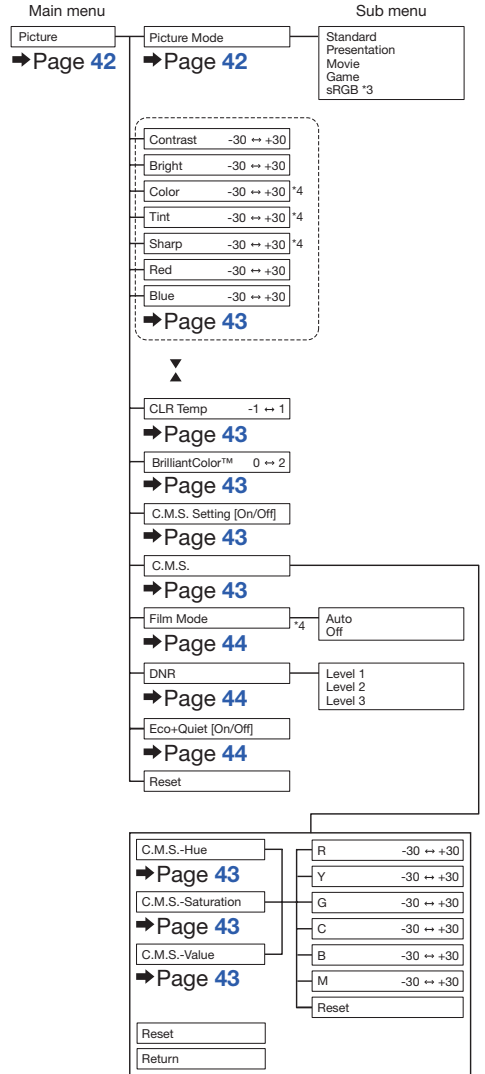 Main menu
Sub menu
Picture
➡Page 42
Picture Mode
➡Page 42
Standard
Presentation
Movie
Game
sRGB *3
Contrast -30 ↔ +30
Bright -30 ↔ +30
Color -30 ↔ +30 *4
Tint -30 ↔ +30 *4
Sharp -30 ↔ +30 *4
Red -30 ↔ +30
Blue -30 ↔ +30
➡Page 43
CLR Temp -1 ↔ 1
➡Page 43
BrilliantColor™ 0 ↔ 2
➡Page 43
C.M.S. Setting [On/Off]
➡Page 43
C.M.S.
➡Page 43
Film Mode *4
➡Page 44
Auto
Off
DNR
➡Page 44
Level 1
Level 2
Level 3
Eco+Quiet [On/Off]
➡Page 44
Reset
C.M.S.-Hue
➡Page 43
C.M.S.-Saturation
➡Page 43
C.M.S.-Value
➡Page 43
R -30 ↔ +30
Y -30 ↔ +30
G -30 ↔ +30
C -30 ↔ +30
B -30 ↔ +30
M -30 ↔ +30
Reset
Reset
Return